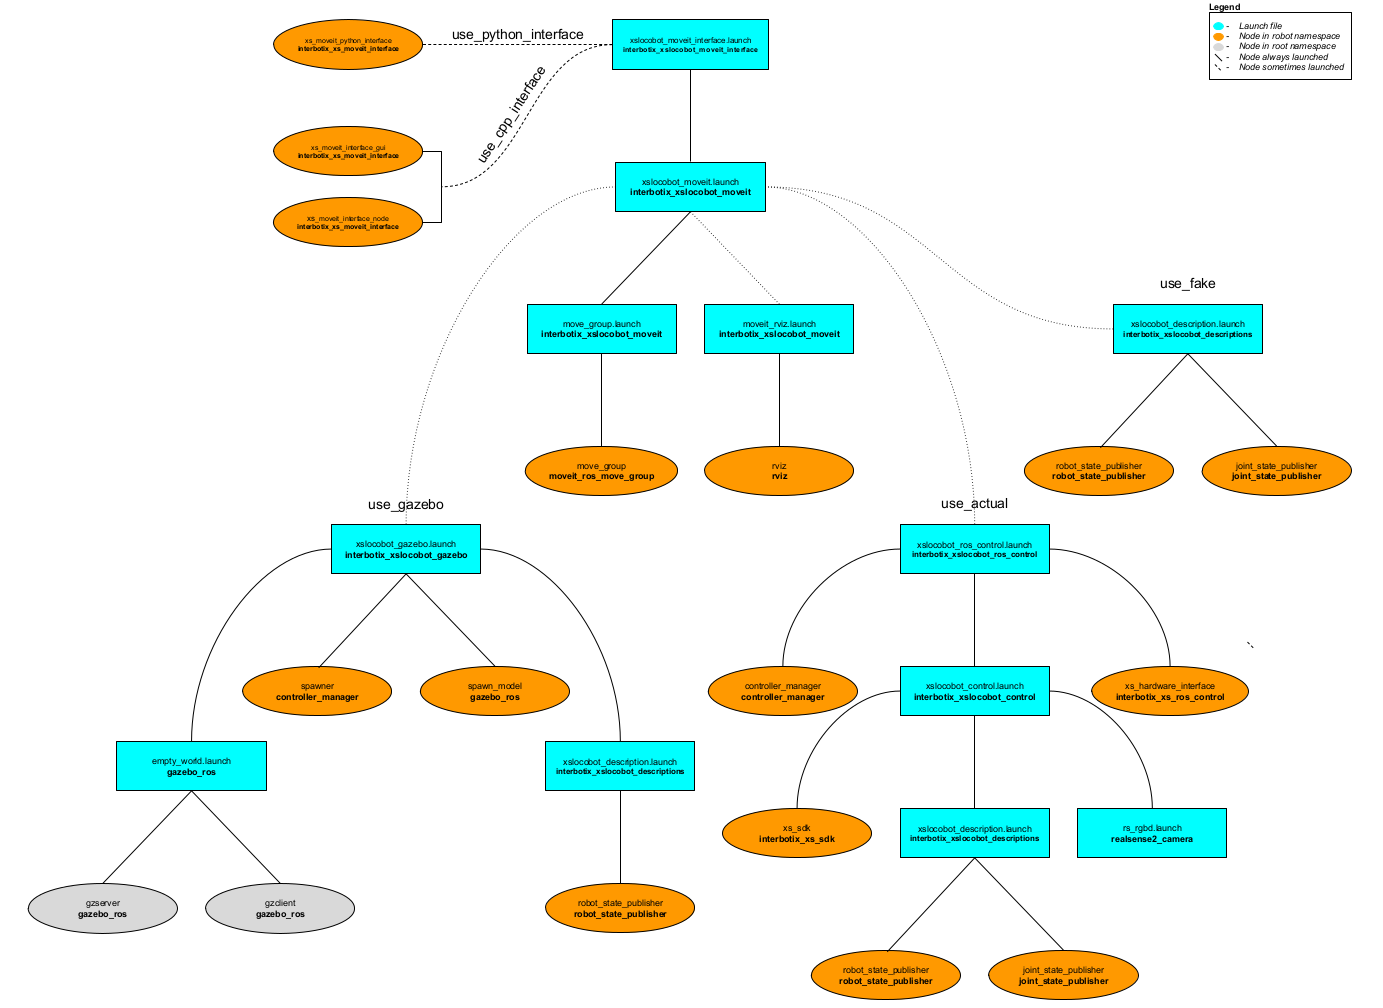 Legend
- Launch file
- Node in robot namespace
- Node in root namespace
- Node always launched
- Node sometimes launched
xs_moveit_python_interface
interbotix_xs_moveit_interface
use_python_interface
xslocobot_moveit_interface.launch
interbotix_xslocobot_moveit_interface
use_cpp_interface
xs_moveit_interface_gui
interbotix_xs_moveit_interface
xs_moveit_interface_node
interbotix_xs_moveit_interface
xslocobot_moveit.launch
interbotix_xslocobot_moveit
use_fake
move_group.launch
interbotix_xslocobot_moveit
moveit_rviz.launch
interbotix_xslocobot_moveit
xslocobot_description.launch
interbotix_xslocobot_descriptions
move_group
moveit_ros_move_group
rviz
rviz
robot_state_publisher
robot_state_publisher
joint_state_publisher
joint_state_publisher
use_gazebo
use_actual
xslocobot_gazebo.launch
interbotix_xslocobot_gazebo
xslocobot_ros_control.launch
interbotix_xslocobot_ros_control
spawner
controller_manager
spawn_model
gazebo_ros
controller_manager
controller_manager
xslocobot_control.launch
interbotix_xslocobot_control
xs_hardware_interface
interbotix_xs_ros_control
empty_world.launch
gazebo_ros
xslocobot_description.launch
interbotix_xslocobot_descriptions
xs_sdk
interbotix_xs_sdk
xslocobot_description.launch
interbotix_xslocobot_descriptions
rs_rgbd.launch
realsense2_camera
gzserver
gazebo_ros
gzclient
gazebo_ros
robot_state_publisher
robot_state_publisher
robot_state_publisher
robot_state_publisher
joint_state_publisher
joint_state_publisher